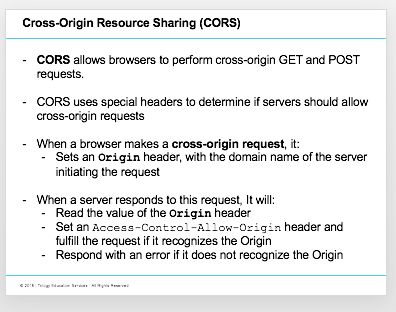 Cross-Origin Resource Sharing (CORS)
- CORS allows browsers to perform cross-origin GET and POST
requests.
- CORS uses special headers to determine if servers should allow
cross-origin requests
- When a browser makes a cross-origin request, it:
- Sets an Origin header, with the domain name of the server
initiating the request
- When a server responds to this request, It will:
- Read the value of the Origin header
- Set an Access-Control-Allow-Origin header and
fulfill the request if it recognizes the Origin
- Respond with an error if it does not recognize the Origin
Trilogy Education Services - All Rights Reserved